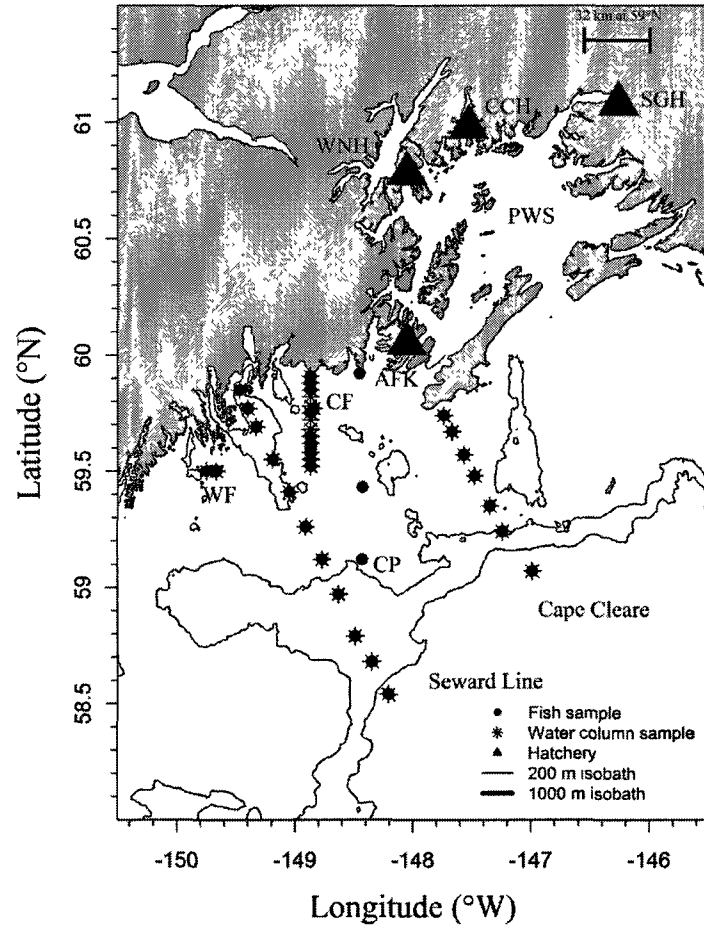 32 km at 59°N
SGH
CCH
WNH
PWS
AFK
CF
WF
CP
Cape Cleare
Seward Line
Fish sample
Water column sample
Hatchery
200 m isobath
1000 m isobath
61
60.5
60
59.5
59
58.5
Latitude (°N)
-150
-149
-148
-147
-146
Longitude (°W)